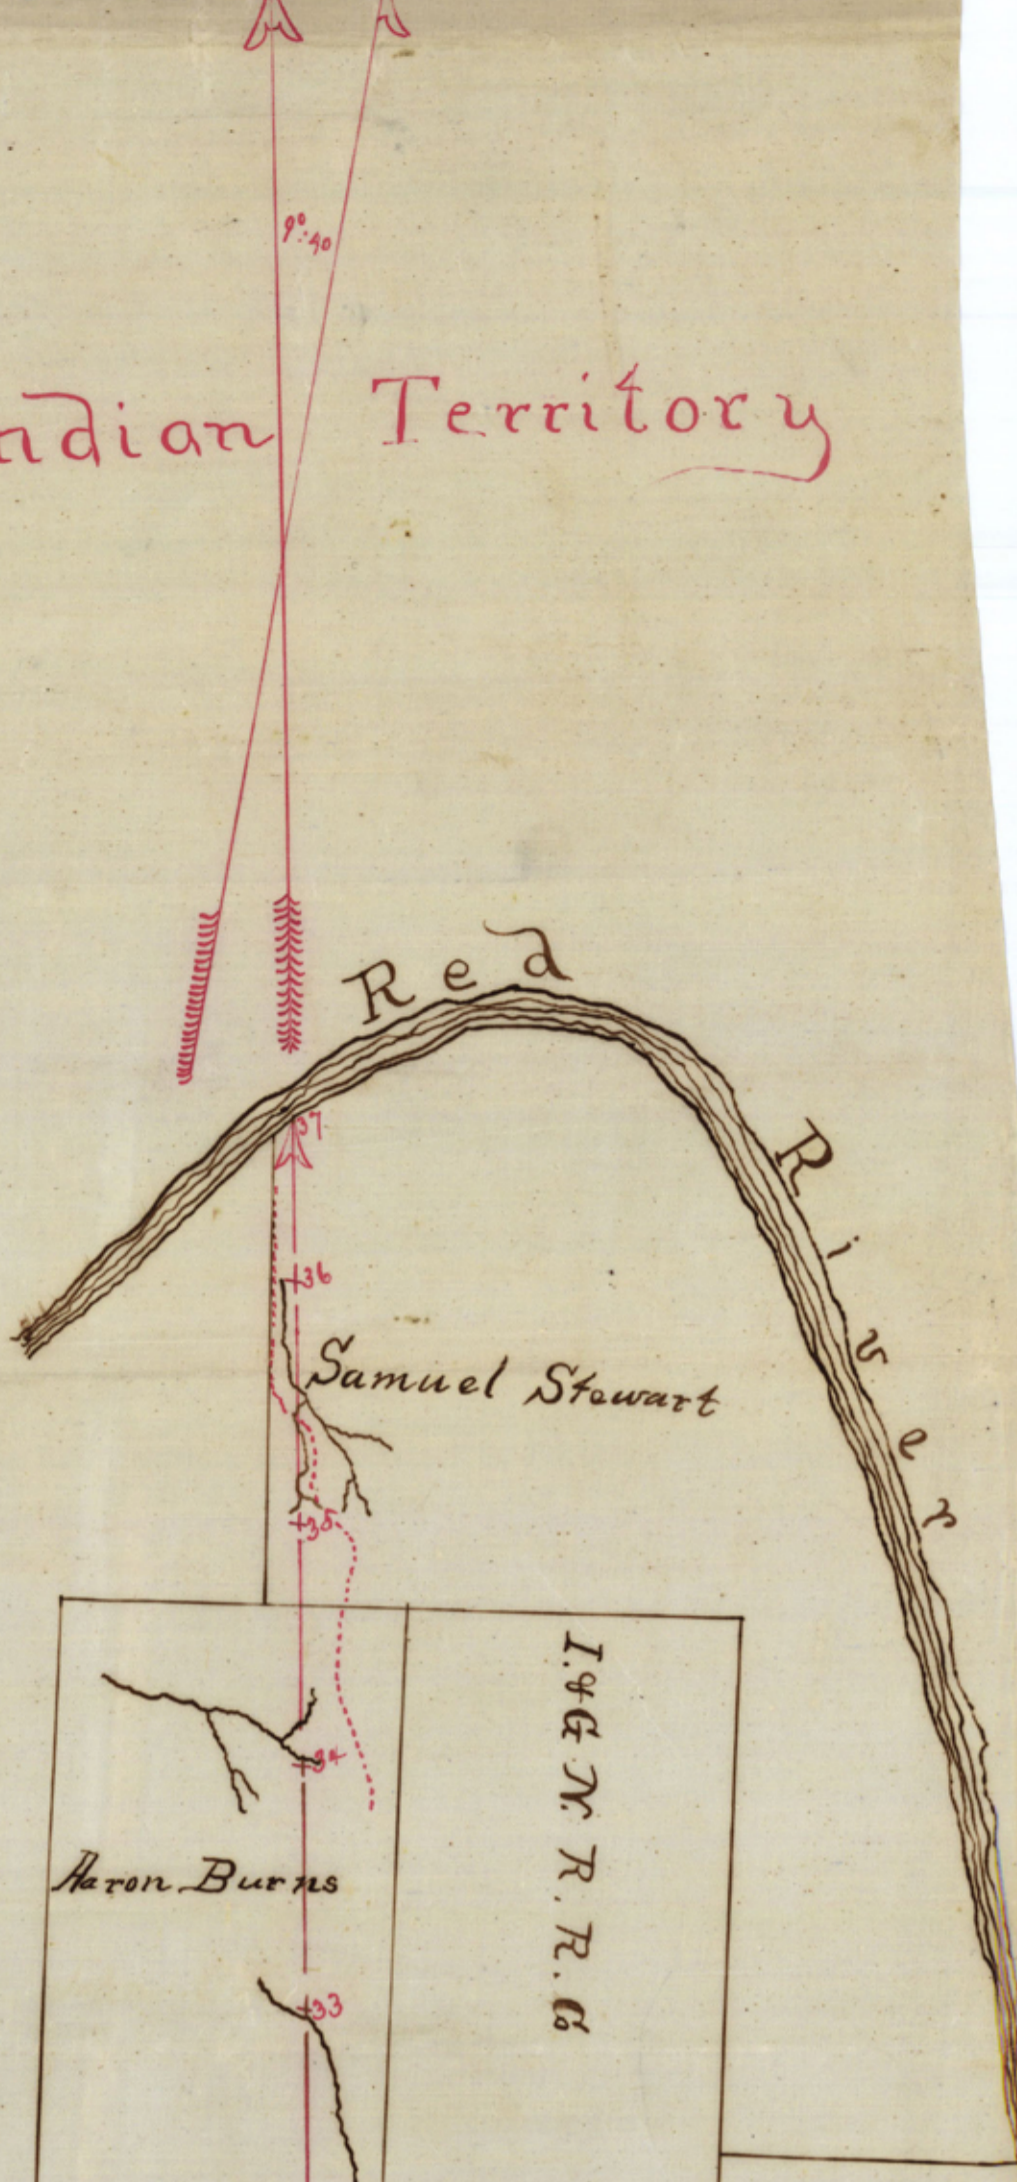 9°:40
ndian Territory
Red River
37
36
Samuel Stewart
35
34
I. & G N. R. R. Co
Aaron Burns
33